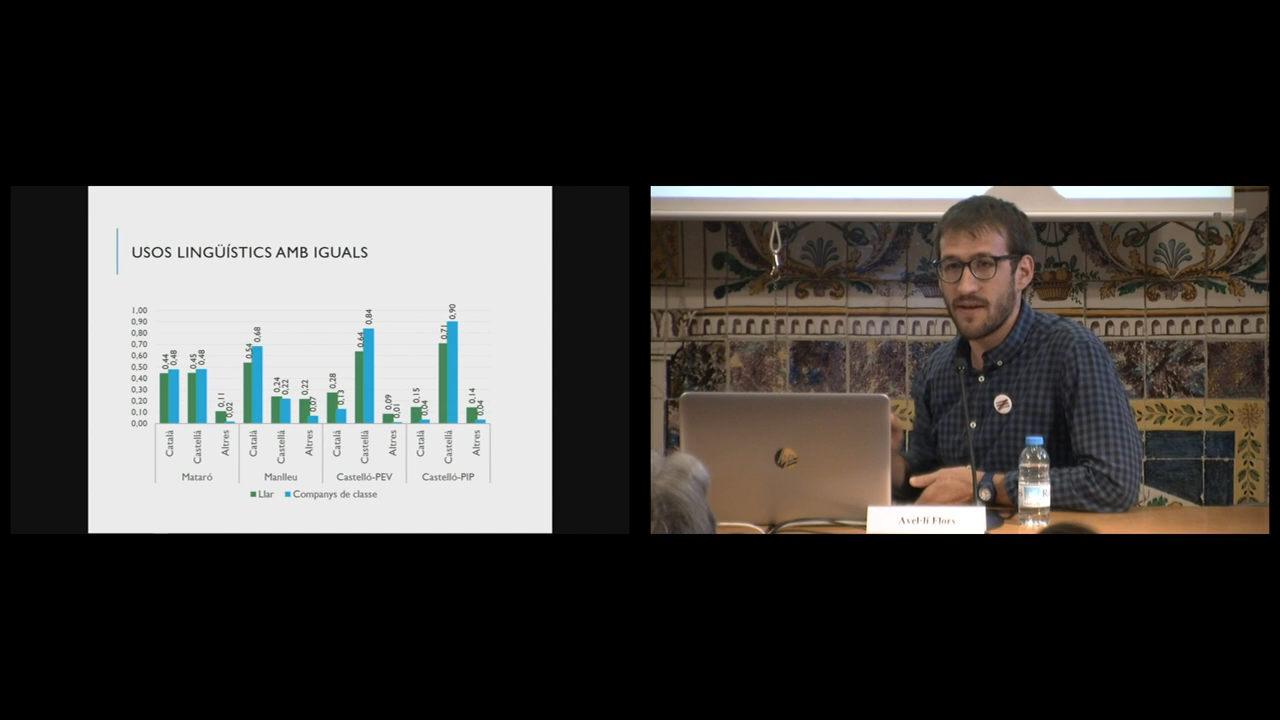 USOS LINGÜÍSTICS AMB IGUALS
1,00
0,90
0,80
0,70
0,60
0,50
0,40
0,30
0,20
0,10
0,00
0,44 0,48 0,45 0,48 0,11 0,02 0,54 0,68 0,24 0,22 0,22 0,07 0,28 0,13 0,64 0,84 0,09 0,01 0,15 0,04 0,71 0,90 0,14 0,04
Català Castellà Altres Català Castellà Altres Català Castellà Altres Català Castellà Altres
Mataró Manlleu Castelló-PEV Castelló-PIP
Llar Companys de classe
hp
Avel·lí Flors